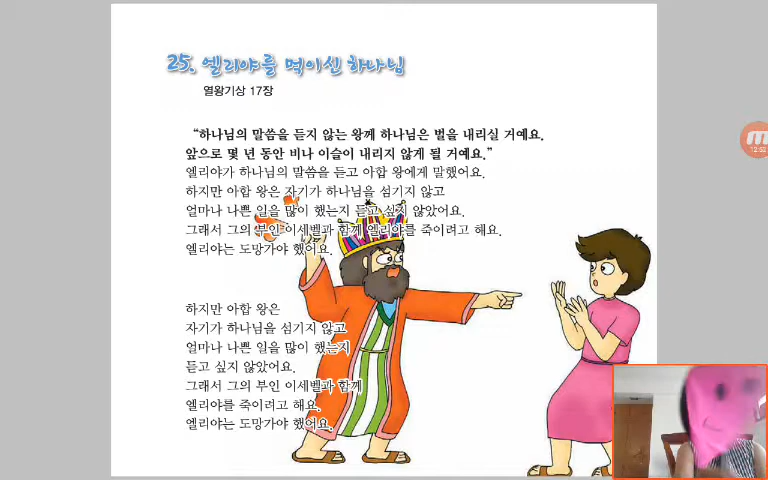 25. 엘리야를 먹이신 하나님
열왕기상 17장
“하나님의 말씀을 듣지 않는 왕께 하나님은 벌을 내리실 거예요.
앞으로 몇 년 동안 비나 이슬이 내리지 않게 될 거예요.”
엘리야가 하나님의 말씀을 듣고 아합 왕에게 말했어요.
하지만 아합 왕은 자기가 하나님을 섬기지 않고
얼마나 나쁜 일을 많이 했는지 듣고 싶지 않았어요.
그래서 그의 부인 이세벨과 함께 엘리야를 죽이려고 해요.
엘리야는 도망가야 했어요.
하지만 아합 왕은
자기가 하나님을 섬기지 않고
얼마나 나쁜 일을 많이 했는지
듣고 싶지 않았어요.
그래서 그의 부인 이세벨과 함께
엘리야를 죽이려고 해요.
엘리야는 도망가야 했어요.
12:52